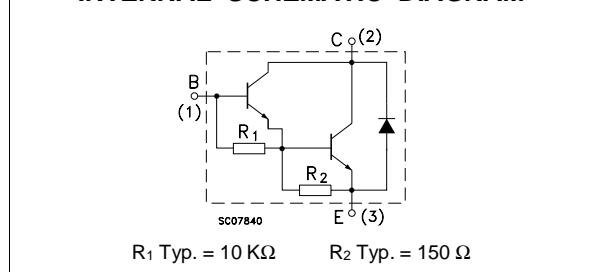 INTERNAL SCHEMATIC DIAGRAM
C (2)
B
(1)
R1
R2
SC07840
E (3)
R1 Typ. = 10 KΩ R2 Typ. = 150 Ω